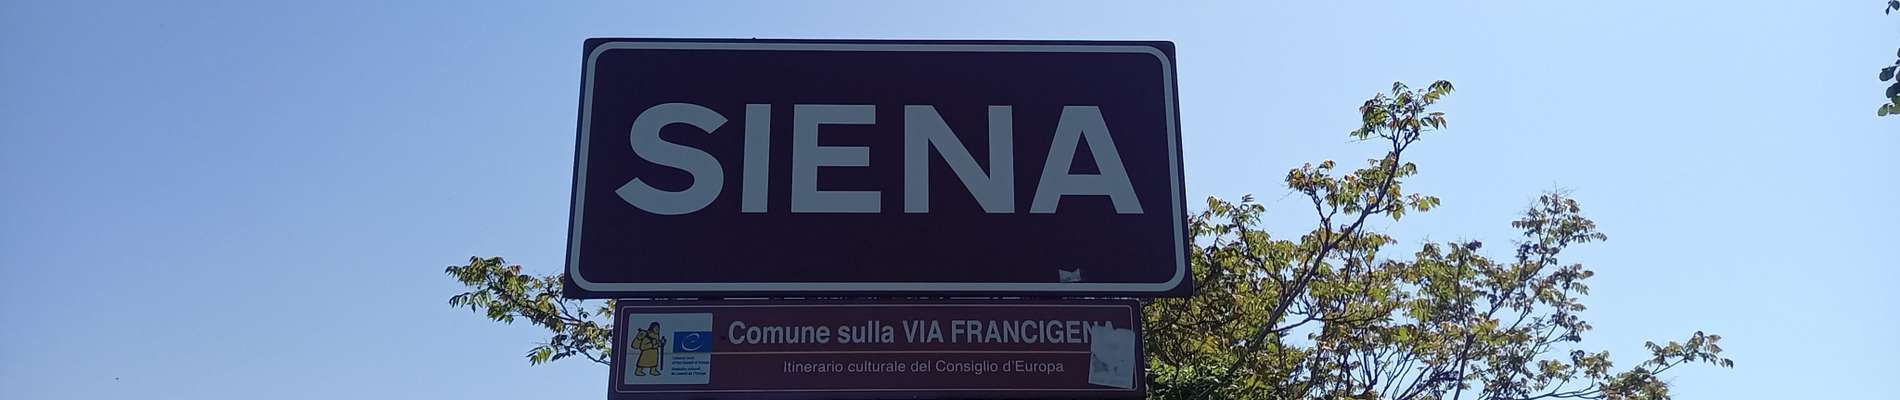 SIENA
Comune sulla VIA FRANCIGENA
Itinerario culturale del Consiglio d'Europa